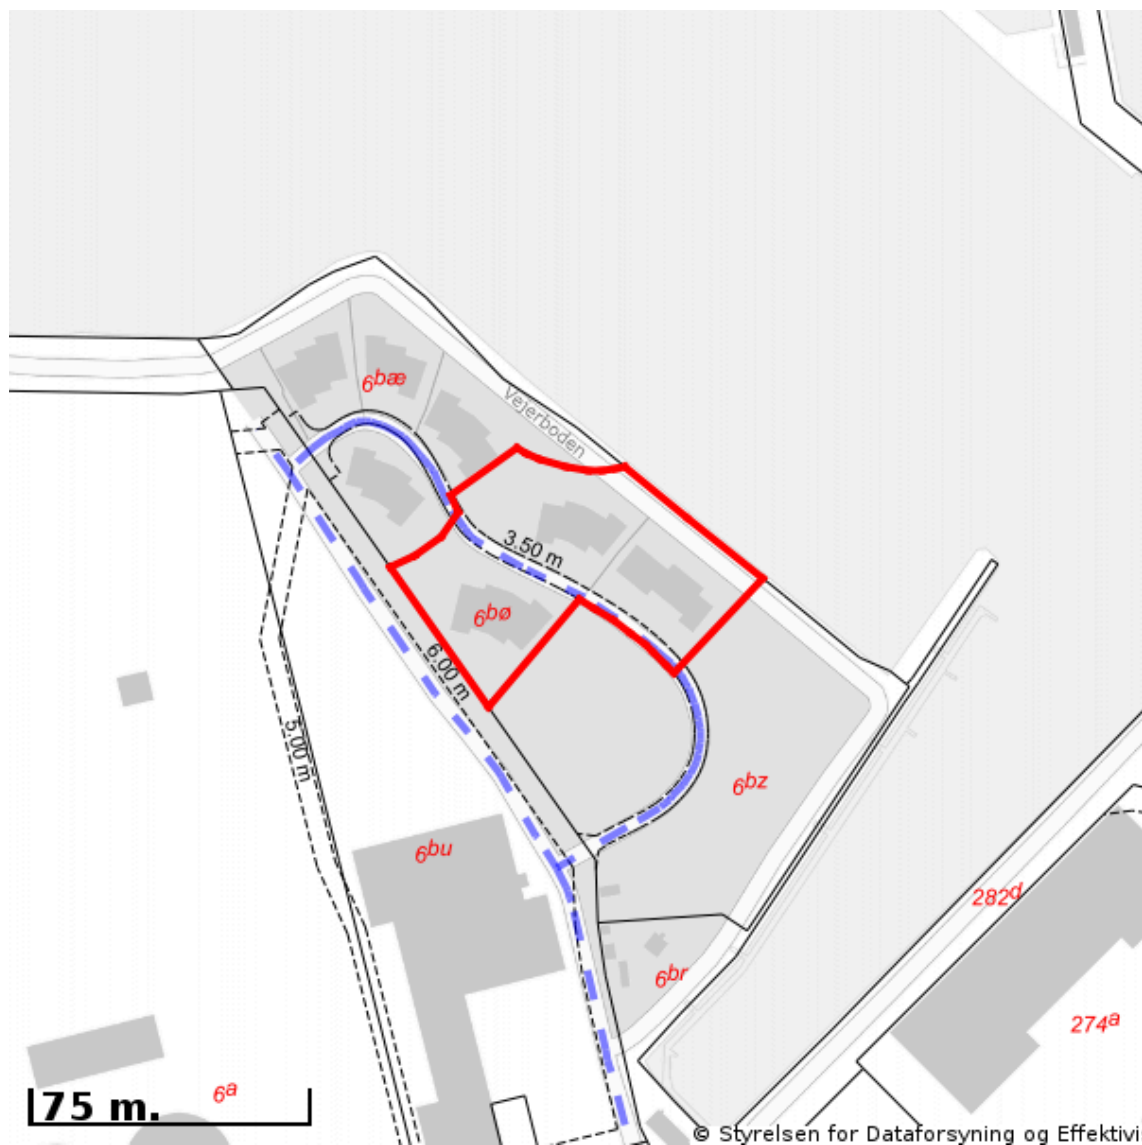 6bæ
Vejerboden
3.50 m
6bø
6.00 m
5.00 m
6bz
6bu
282d
6br
274a
6a
75 m.
© Styrelsen for Dataforsyning og Effektivi